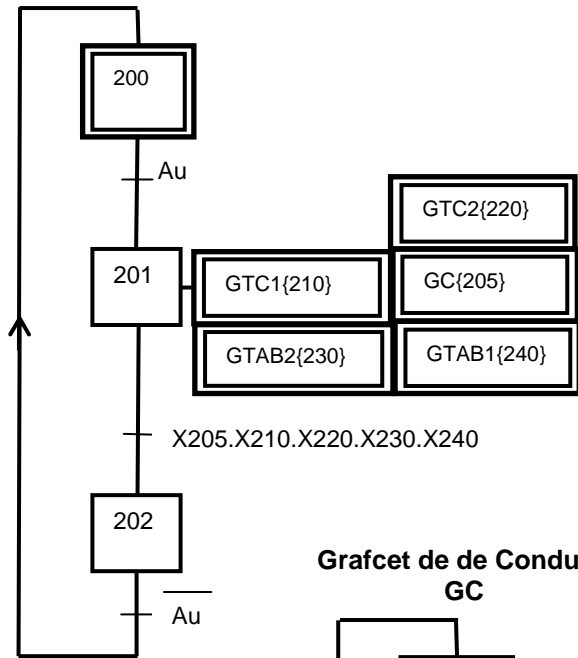 200
Au
GTC2{220}
201
GTC1{210}
GC{205}
GTAB2{230}
GTAB1{240}
X205.X210.X220.X230.X240
202
Grafcet de de Condu
GC
Au